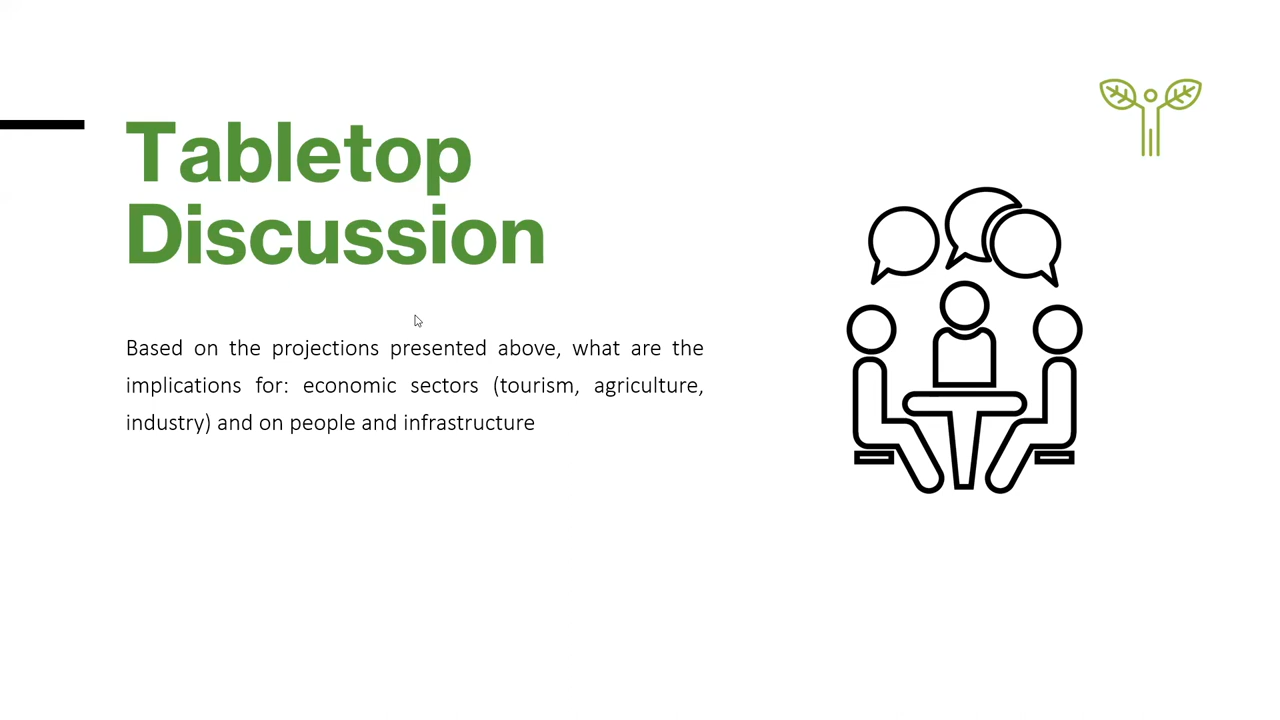 Tabletop
Discussion
Based on the projections presented above, what are the
implications for: economic sectors (tourism, agriculture,
industry) and on people and infrastructure